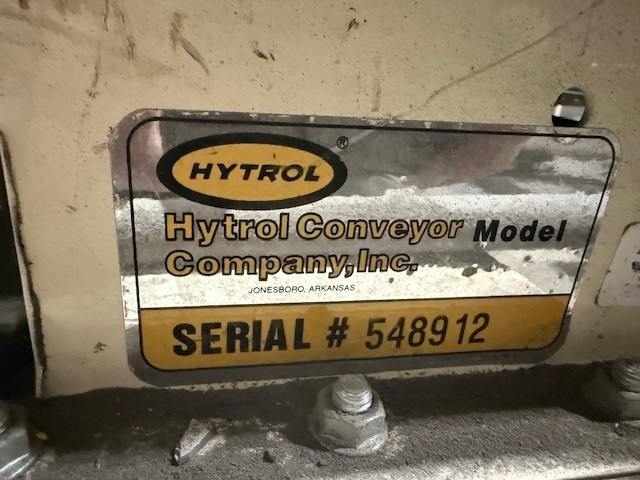 HYTROL®
Hytrol Conveyor Model
Company, Inc.
JONESBORO, ARKANSAS
SERIAL # 548912